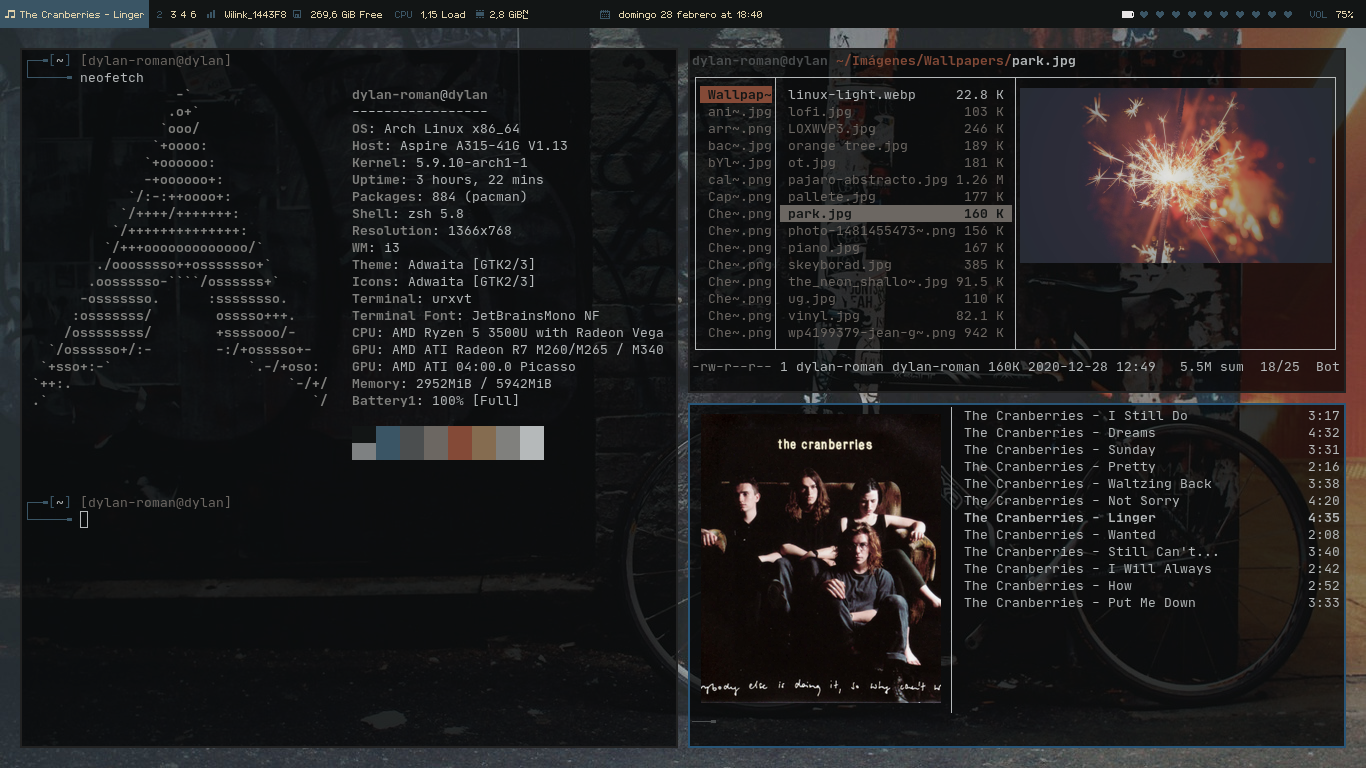 The Cranberries - Linger 2 3 4 6 Wilink_1443F8 269,6 GiB Free CPU 1,15 Load 2,8 GiB domingo 28 febrero at 18:40 VOL 75%
[~] [dylan-roman@dylan]
neofetch
dylan-roman@dylan
-----------------
OS: Arch Linux x86_64
Host: Aspire A315-41G V1.13
Kernel: 5.9.10-arch1-1
Uptime: 3 hours, 22 mins
Packages: 884 (pacman)
Shell: zsh 5.8
Resolution: 1366x768
WM: i3
Theme: Adwaita [GTK2/3]
Icons: Adwaita [GTK2/3]
Terminal: urxvt
Terminal Font: JetBrainsMono NF
CPU: AMD Ryzen 5 3500U with Radeon Vega
GPU: AMD ATI Radeon R7 M260/M265 / M340
GPU: AMD ATI 04:00.0 Picasso
Memory: 2952MiB / 5942MiB
Battery1: 100% [Full]
[~] [dylan-roman@dylan]
dylan-roman@dylan ~/Imágenes/Wallpapers/park.jpg
Wallpap~ linux-light.webp 22.8 K
ani~.jpg lofi.jpg 103 K
arr~.png LOXWVP3.jpg 246 K
bac~.png orange tree.jpg 189 K
bYl~.png ot.jpg 181 K
cal~.png pajaro-abstracto.jpg 1.26 M
Cap~.png pallete.jpg 177 K
Che~.png park.jpg 160 K
Che~.png photo-1481455473~.png 156 K
Che~.png piano.jpg 167 K
Che~.png skeyborad.jpg 385 K
Che~.png the_neon_shallo~.jpg 91.5 K
Che~.png ug.jpg 110 K
Che~.png vinyl.jpg 82.1 K
Che~.png wp4199379-jean-g~.png 942 K
-rw-r--r-- 1 dylan-roman dylan-roman 160K 2020-12-28 12:49 5.5M sum 18/25 Bot
the cranberries
else is doing it, so why can't w
The Cranberries - I Still Do 3:17
The Cranberries - Dreams 4:32
The Cranberries - Sunday 3:31
The Cranberries - Pretty 2:16
The Cranberries - Waltzing Back 3:38
The Cranberries - Not Sorry 4:20
The Cranberries - Linger 4:35
The Cranberries - Wanted 2:08
The Cranberries - Still Can't... 3:40
The Cranberries - I Will Always 2:42
The Cranberries - How 2:52
The Cranberries - Put Me Down 3:33